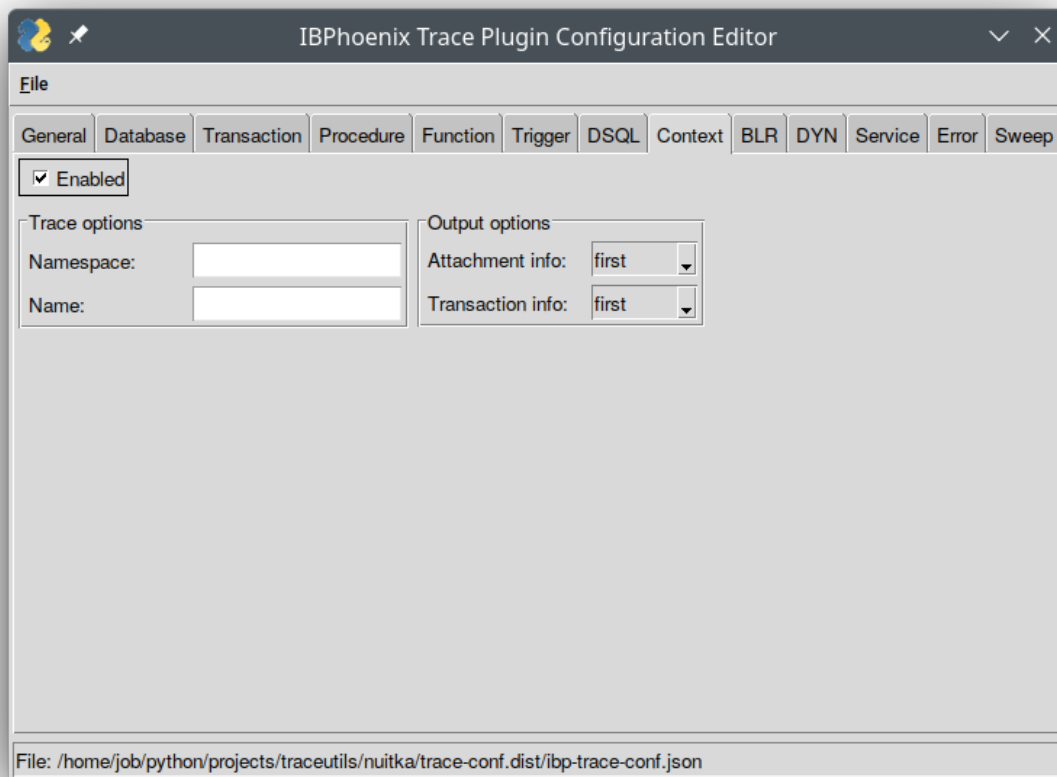 IBPhoenix Trace Plugin Configuration Editor
File
General Database Transaction Procedure Function Trigger DSQL Context BLR DYN Service Error Sweep
Enabled
Trace options
Namespace:
Name:
Output options
Attachment info: first
Transaction info: first
File: /home/job/python/projects/traceutils/nuitka/trace-conf.dist/ibp-trace-conf.json